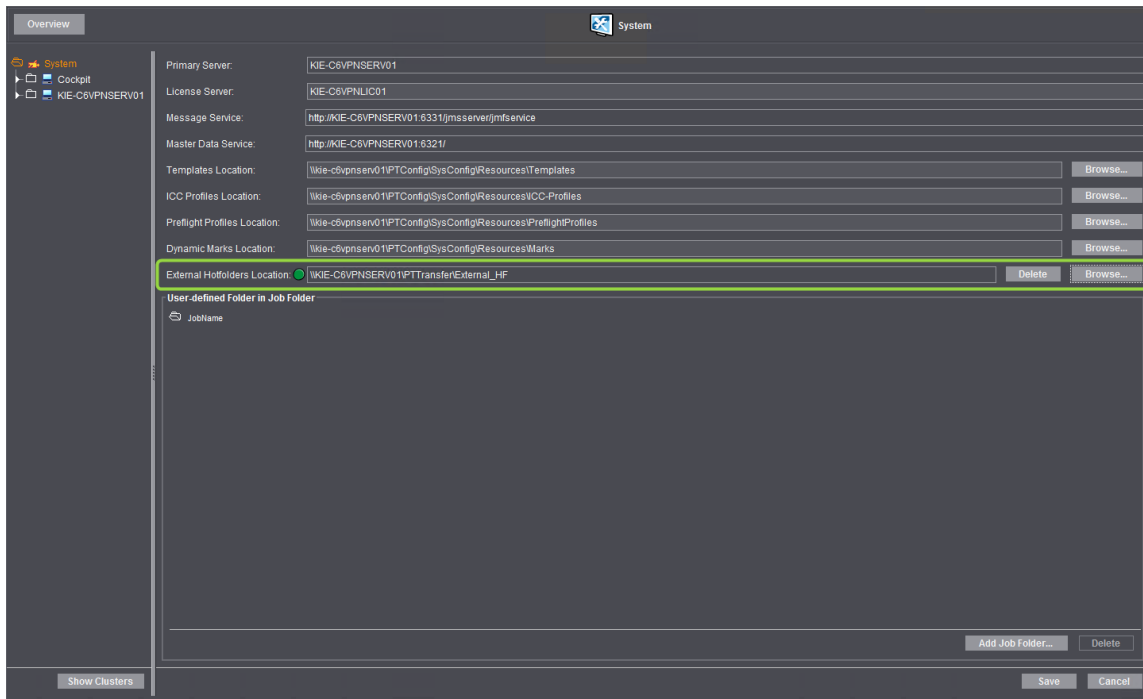 Overview
System
System
Cockpit
KIE-C6VPNSERV01
Primary Server: KIE-C6VPNSERV01
License Server: KIE-C6VPNLIC01
Message Service: http://KIE-C6VPNSERV01:6331/jmsserver/jmfservice
Master Data Service: http://KIE-C6VPNSERV01:6321/
Templates Location: \\kie-c6vpnserv01\PTConfig\SysConfig\Resources\Templates Browse...
ICC Profiles Location: \\kie-c6vpnserv01\PTConfig\SysConfig\Resources\ICC-Profiles Browse...
Preflight Profiles Location: \\kie-c6vpnserv01\PTConfig\SysConfig\Resources\PreflightProfiles Browse...
Dynamic Marks Location: \\kie-c6vpnserv01\PTConfig\SysConfig\Resources\Marks Browse...
External Hotfolders Location: \\KIE-C6VPNSERV01\PTTransfer\External_HF Delete Browse...
User-defined Folder in Job Folder
JobName
Add Job Folder... Delete
Show Clusters Save Cancel